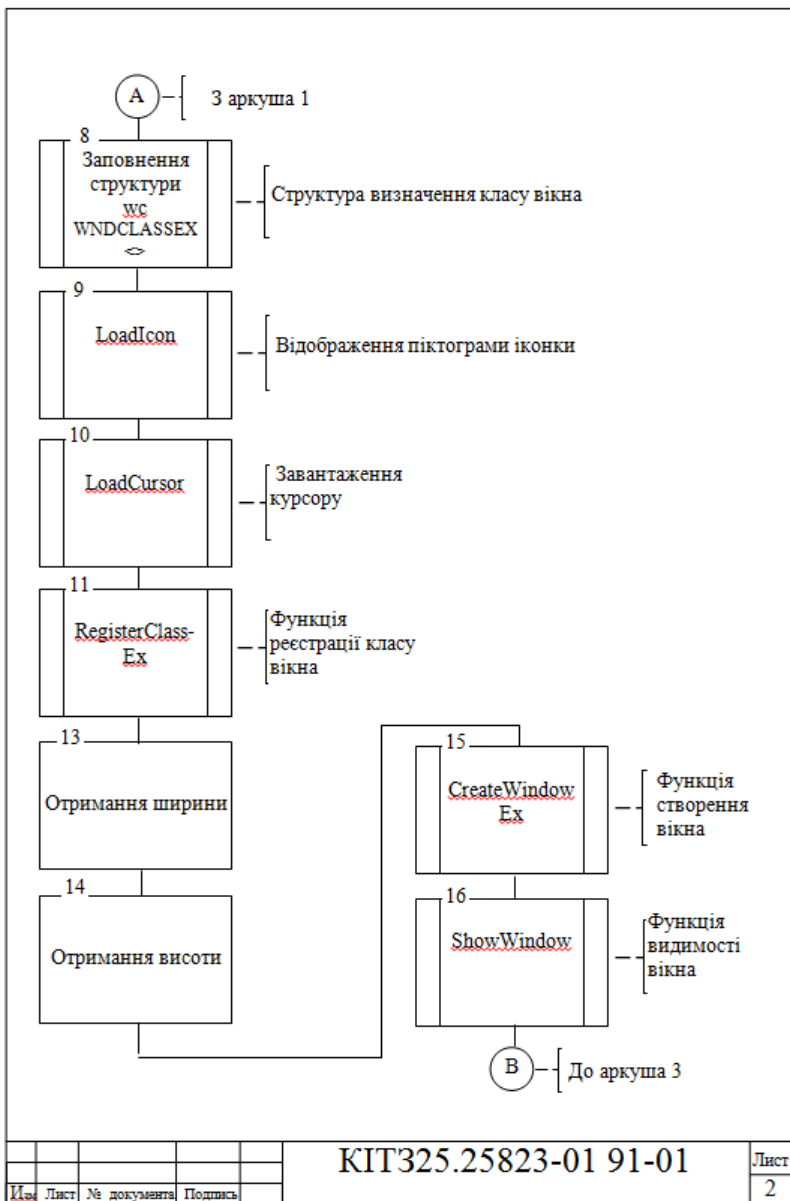 А
З аркуша 1
8
Заповнення
структури
wc
WNDCLASSEX
<>
Структура визначення класу вікна
9
LoadIcon
Відображення піктограми іконки
10
LoadCursor
Завантаження
курсору
11
RegisterClass-
Ex
Функція
реєстрації класу
вікна
13
Отримання ширини
14
Отримання висоти
15
CreateWindow
Ex
Функція
створення
вікна
16
ShowWindow
Функція
видимості
вікна
В
До аркуша 3
КІТЗ25.25823-01 91-01
Лист
2
Изм Лист № документа Подпись